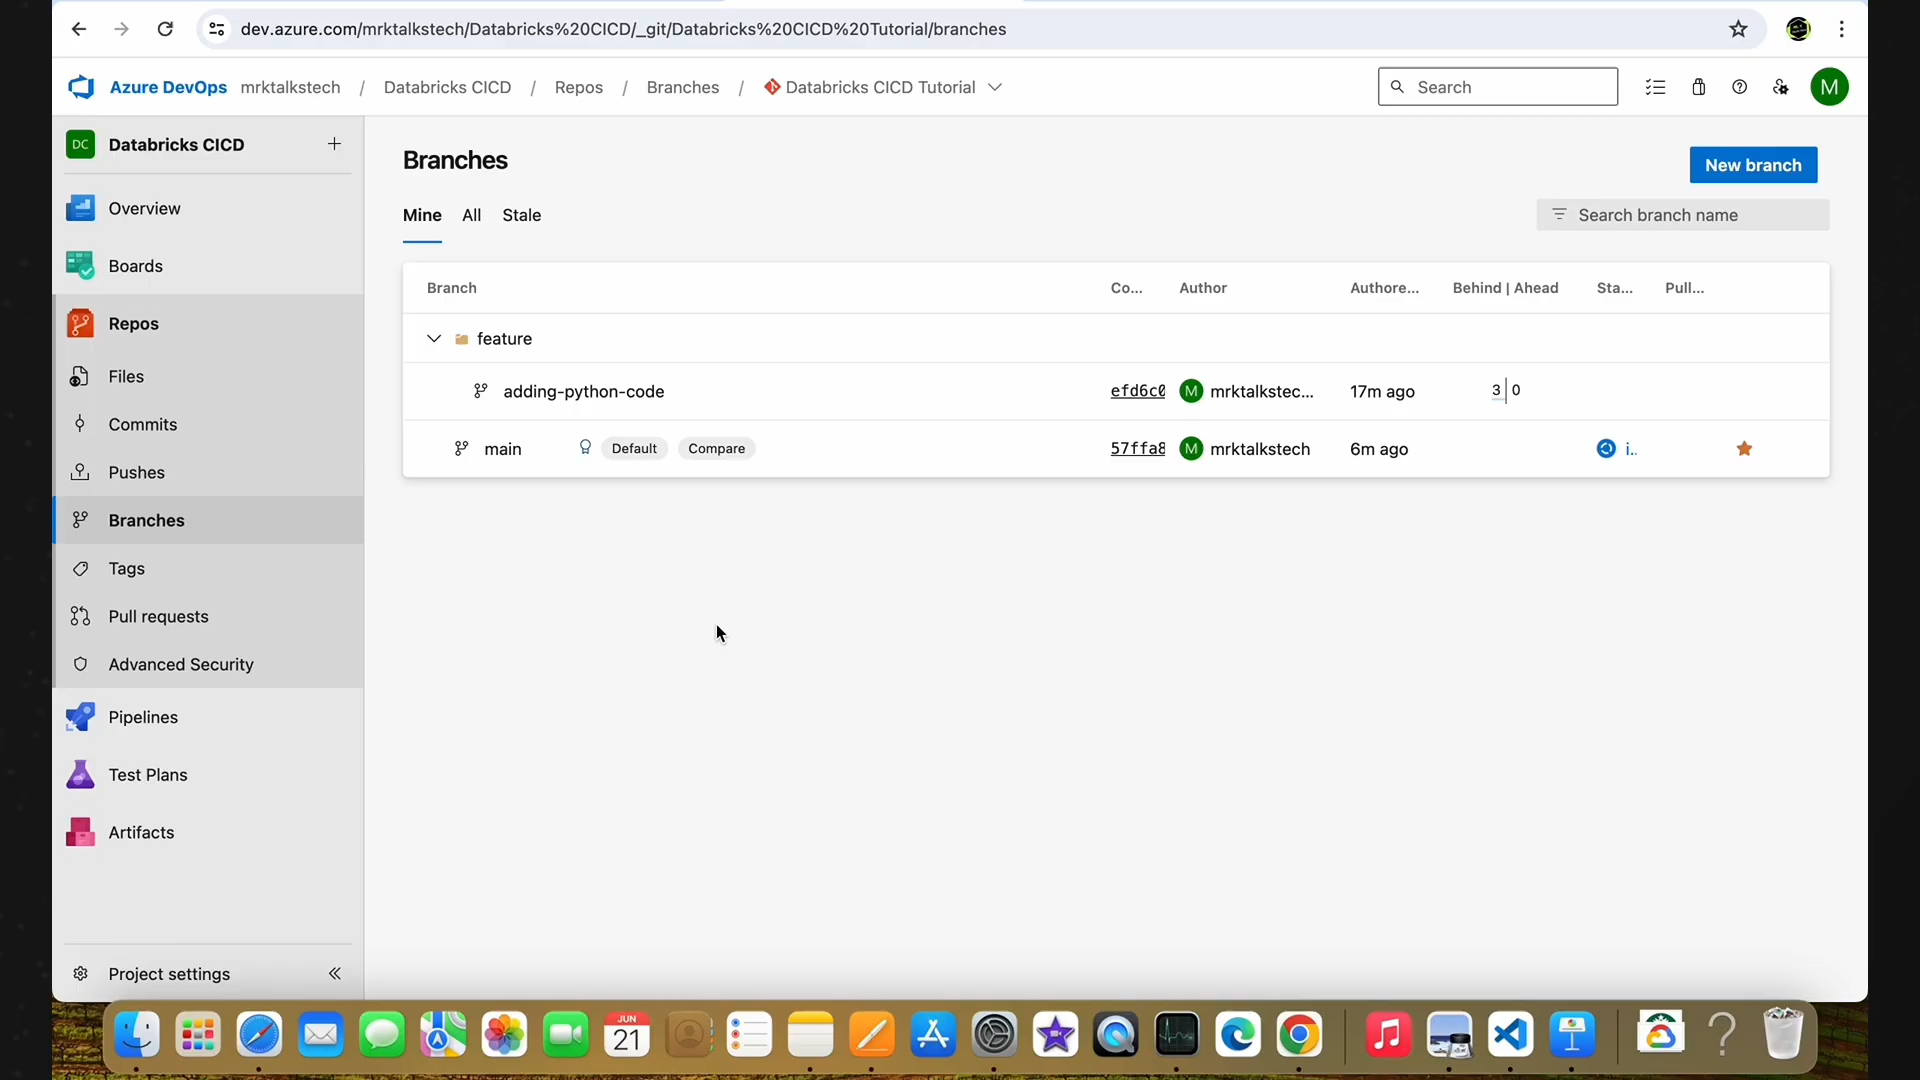 dev.azure.com/mrktalkstech/Databricks%20CICD/_git/Databricks%20CICD%20Tutorial/branches
Azure DevOps mrktalkstech / Databricks CICD / Repos / Branches / Databricks CICD Tutorial
Search
M
DC Databricks CICD +
Overview
Boards
Repos
Files
Commits
Pushes
Branches
Tags
Pull requests
Advanced Security
Pipelines
Test Plans
Artifacts
Project settings
Branches
New branch
Mine All Stale
Search branch name
Branch Co... Author Authore... Behind | Ahead Sta... Pull...
feature
adding-python-code efd6c0 M mrktalkstec... 17m ago 3 | 0
main Default Compare 57ffa8 M mrktalkstech 6m ago i..
JUN
21